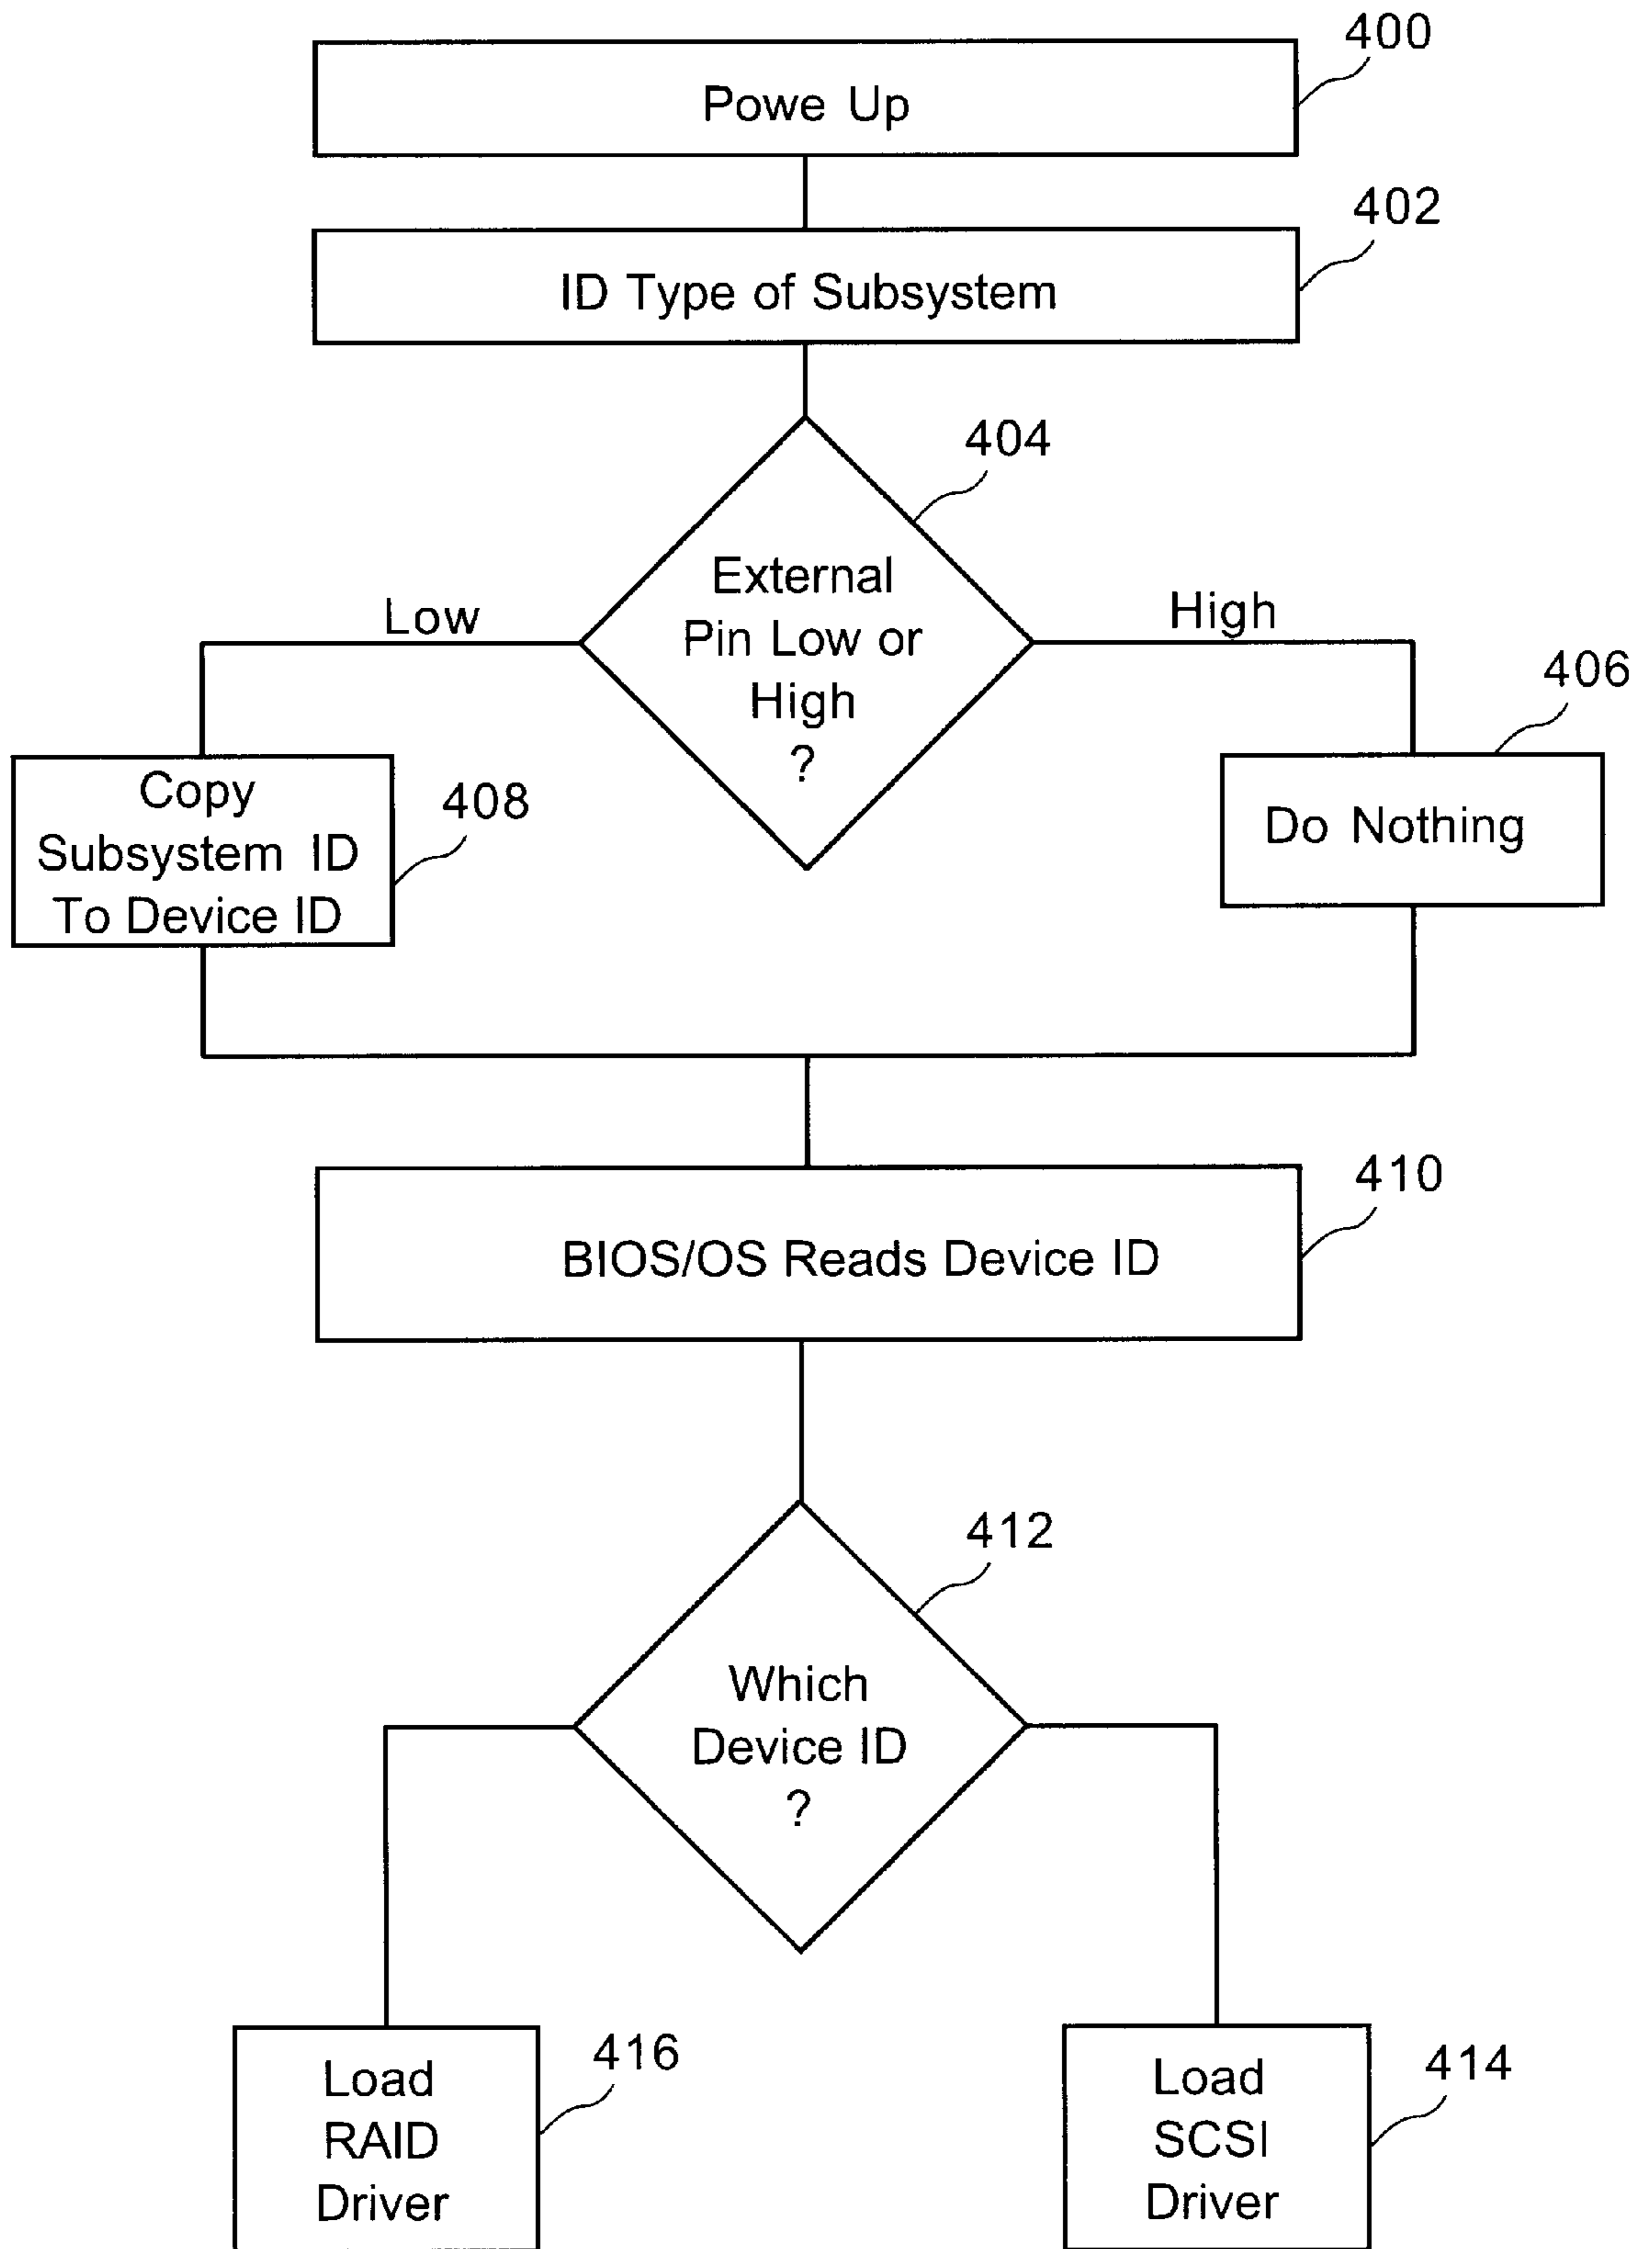 400
Powe Up
402
ID Type of Subsystem
404
External
Pin Low or
High
?
Low
High
406
Do Nothing
408
Copy
Subsystem ID
To Device ID
410
BIOS/OS Reads Device ID
412
Which
Device ID
?
416
Load
RAID
Driver
414
Load
SCSI
Driver